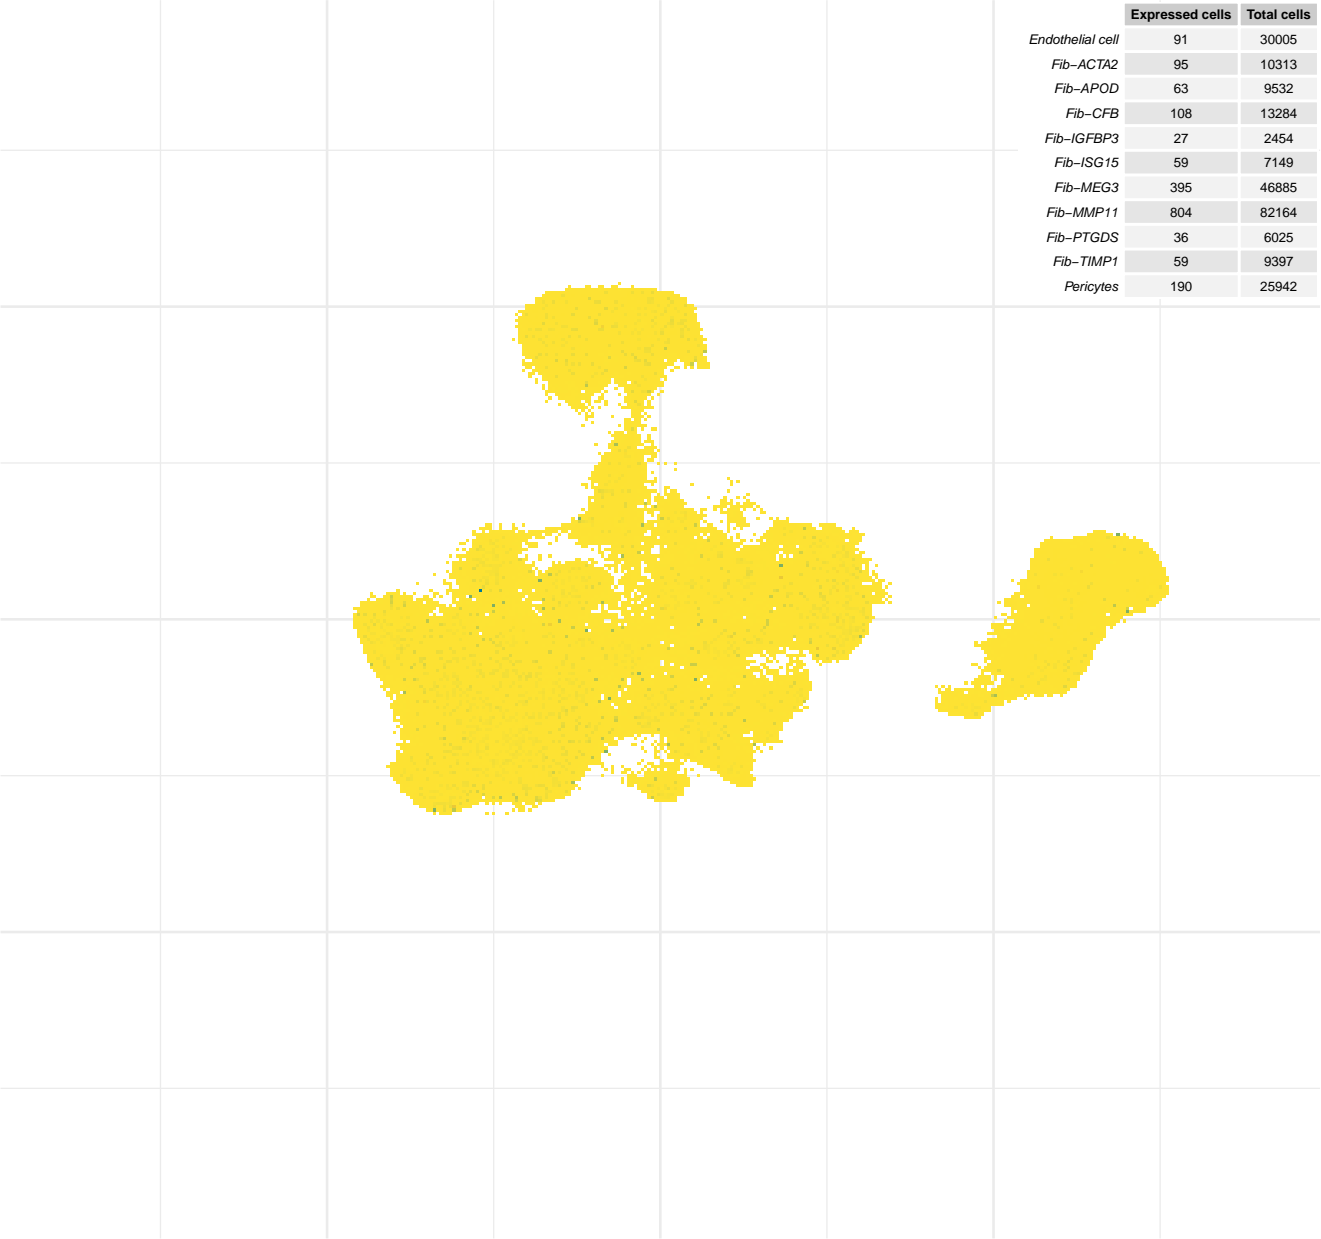 Expressed cells Total cells
Endothelial cell 91 30005
Fib−ACTA2 95 10313
Fib−APOD 63 9532
Fib−CFB 108 13284
Fib−IGFBP3 27 2454
Fib−ISG15 59 7149
Fib−MEG3 395 46885
Fib−MMP11 804 82164
Fib−PTGDS 36 6025
Fib−TIMP1 59 9397
Pericytes 190 25942